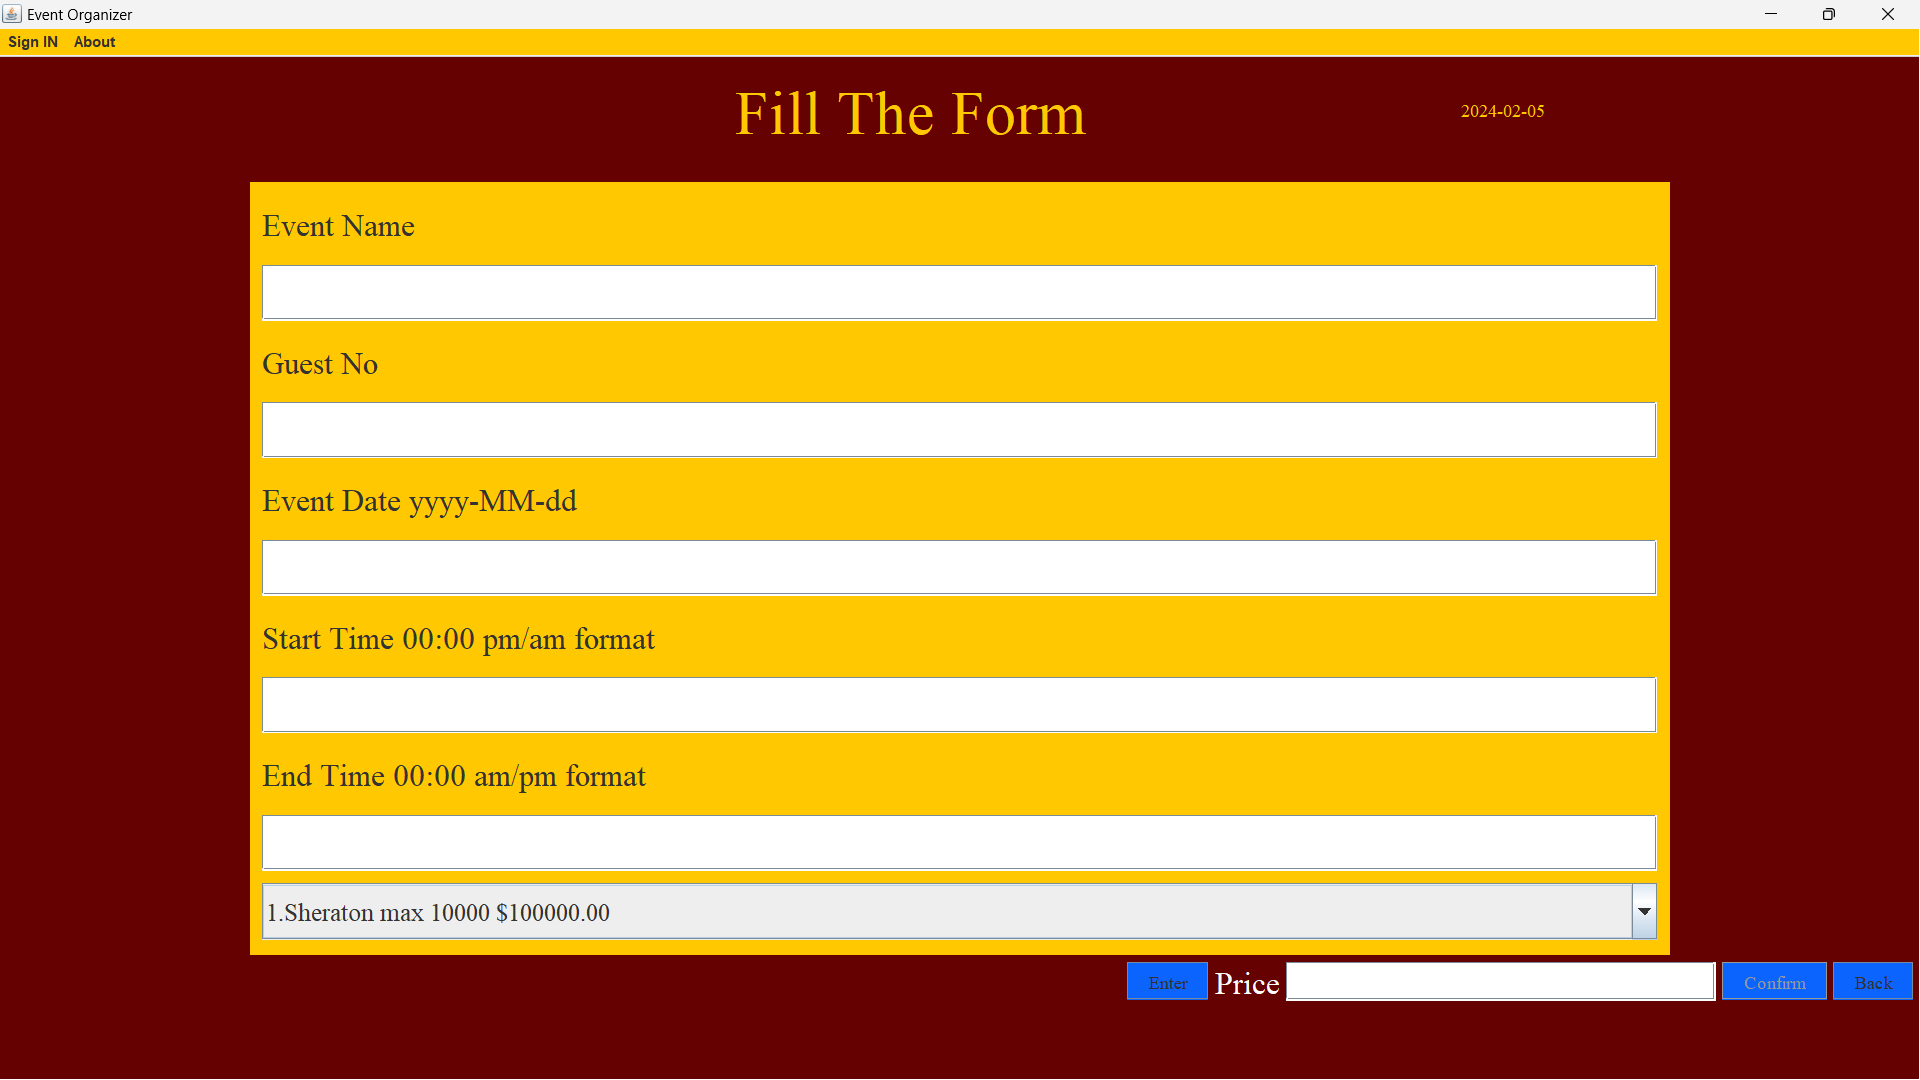 Event Organizer
Sign IN About
Fill The Form
2024-02-05
Event Name
Guest No
Event Date yyyy-MM-dd
Start Time 00:00 pm/am format
End Time 00:00 am/pm format
1.Sheraton max 10000 $100000.00
Enter Price Confirm Back